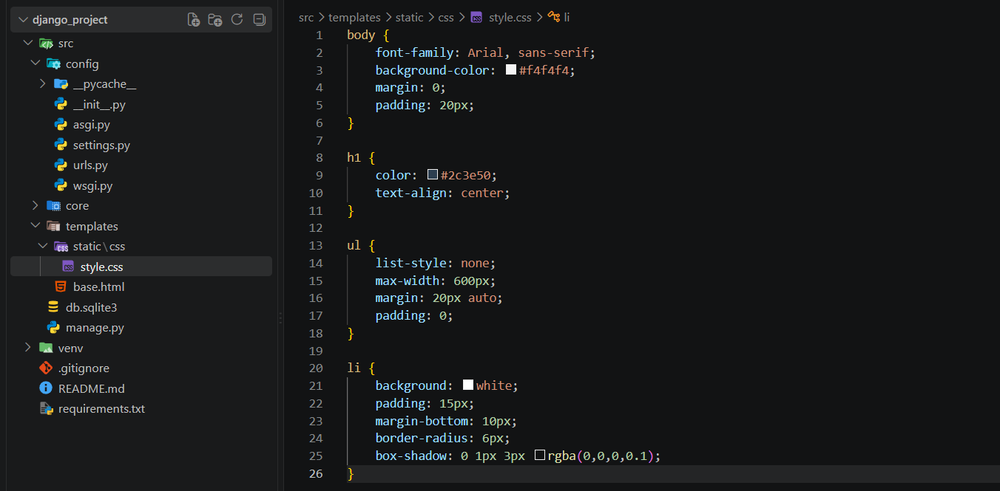 django_project
src
config
__pycache__
__init__.py
asgi.py
settings.py
urls.py
wsgi.py
core
templates
static\css
style.css
base.html
db.sqlite3
manage.py
venv
.gitignore
README.md
requirements.txt
src > templates > static > css > style.css > li
1 body {
2     font-family: Arial, sans-serif;
3     background-color: #f4f4f4;
4     margin: 0;
5     padding: 20px;
6 }
7
8 h1 {
9     color: #2c3e50;
10     text-align: center;
11 }
12
13 ul {
14     list-style: none;
15     max-width: 600px;
16     margin: 20px auto;
17     padding: 0;
18 }
19
20 li {
21     background: white;
22     padding: 15px;
23     margin-bottom: 10px;
24     border-radius: 6px;
25     box-shadow: 0 1px 3px rgba(0,0,0,0.1);
26 }